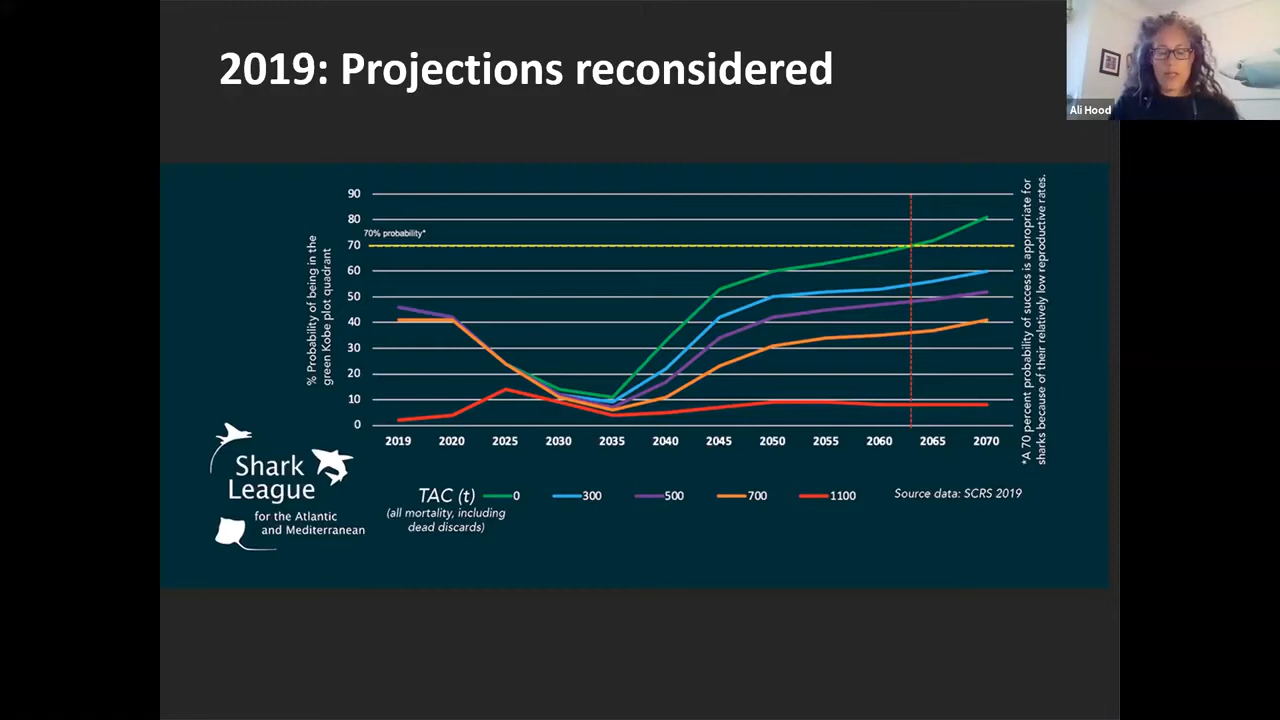 2019: Projections reconsidered
Ali Hood
90
80
70% probability*
70
60
50
40
30
20
10
0
% Probability of being in the
green Kobe plot quadrant
2019 2020 2025 2030 2035 2040 2045 2050 2055 2060 2065 2070
*A 70 percent probability of success is appropriate for
sharks because of their relatively low reproductive rates.
Shark
League
for the Atlantic
and Mediterranean
TAC (t) 0 300 500 700 1100
(all mortality, including
dead discards)
Source data: SCRS 2019